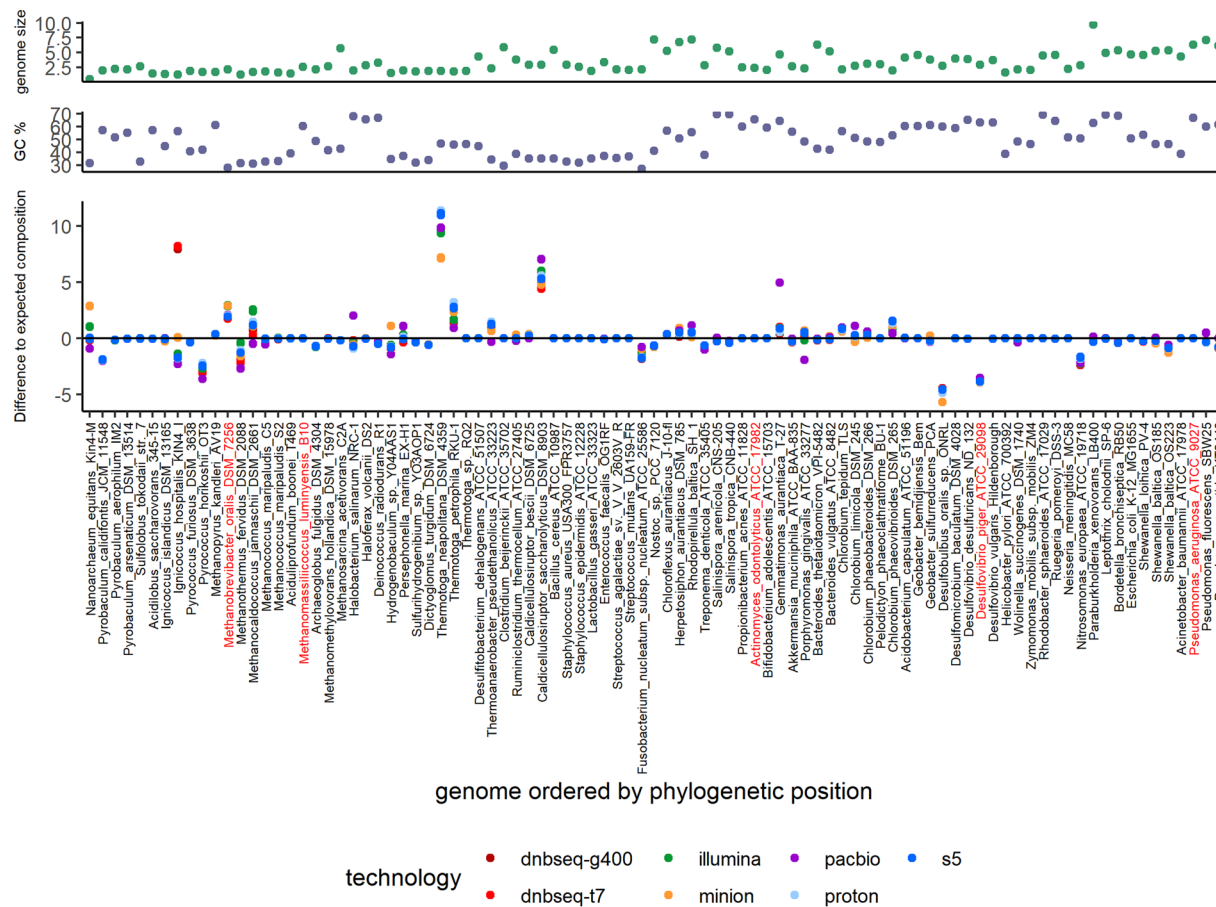 genome size
10.0
7.5
5.0
2.5
GC %
70
60
50
40
30
Difference to expected composition
10
5
0
-5
Nanoarchaeum_equitans_Kin4-M
Pyrobaculum_calidifontis_JCM_11548
Pyrobaculum_aerophilum_IM2
Pyrobaculum_arsenaticum_DSM_13514
Sulfolobus_tokodaii_str._7
Acidilobus_saccharovorans_345-15
Ignicoccus_islandicus_DSM_13165
Ignicoccus_hospitalis_KIN4_I
Pyrococcus_furiosus_DSM_3638
Pyrococcus_horikoshii_OT3
Methanopyrus_kandleri_AV19
Methanobrevibacter_oralis_DSM_7256
Methanothermus_fervidus_DSM_2088
Methanocaldococcus_jannaschii_DSM_2661
Methanococcus_maripaludis_C5
Methanococcus_maripaludis_S2
Aciduliprofundum_boonei_T469
Methanomassiliicoccus_luminyensis_B10
Archaeoglobus_fulgidus_DSM_4304
Methanomethylovorans_hollandica_DSM_15978
Methanosarcina_acetivorans_C2A
Halobacterium_salinarum_NRC-1
Haloferax_volcanii_DS2
Deinococcus_radiodurans_R1
Hydrogenobaculum_sp._Y04AAS1
Persephonella_marina_EX-H1
Sulfurihydrogenibium_sp._YO3AOP1
Dictyoglomus_turgidum_DSM_6724
Thermotoga_neapolitana_DSM_4359
Thermotoga_petrophila_RKU-1
Thermotoga_sp._RQ2
Desulfitobacterium_dehalogenans_ATCC_51507
Thermoanaerobacter_pseudethanolicus_ATCC_33223
Clostridium_beijerinckii_ATCC_35702
Ruminiclostridium_thermocellum_ATCC_27405
Caldicellulosiruptor_bescii_DSM_6725
Caldicellulosiruptor_saccharolyticus_DSM_8903
Bacillus_cereus_ATCC_10987
Staphylococcus_aureus_USA300_FPR3757
Staphylococcus_epidermidis_ATCC_12228
Lactobacillus_gasseri_ATCC_33323
Enterococcus_faecalis_OG1RF
Streptococcus_agalactiae_sv._V_2603V_R
Streptococcus_mutans_UA159-FR
Fusobacterium_nucleatum_subsp._nucleatum_ATCC_25586
Nostoc_sp._PCC_7120
Chloroflexus_aurantiacus_J-10-fl
Herpetosiphon_aurantiacus_DSM_785
Rhodopirellula_baltica_SH_1
Treponema_denticola_ATCC_35405
Salinispora_arenicola_CNS-205
Salinispora_tropica_CNB-440
Propionibacterium_acnes_ATCC_11828
Actinomyces_odontolyticus_ATCC_17982
Bifidobacterium_adolescentis_ATCC_15703
Gemmatimonas_aurantiaca_T-27
Akkermansia_muciniphila_ATCC_BAA-835
Porphyromonas_gingivalis_ATCC_33277
Bacteroides_thetaiotaomicron_VPI-5482
Bacteroides_vulgatus_ATCC_8482
Chlorobium_tepidum_TLS
Chlorobium_limicola_DSM_245
Chlorobium_phaeobacteroides_DSM_266
Pelodictyon_phaeoclathratiforme_BU-1
Chlorobium_phaeovibrioides_DSM_265
Acidobacterium_capsulatum_ATCC_51196
Geobacter_bemidjiensis_Bem
Geobacter_sulfurreducens_PCA
Desulfobulbus_oralis_sp._ONRL
Desulfomicrobium_baculatum_DSM_4028
Desulfovibrio_desulfuricans_ND_132
Desulfovibrio_piger_ATCC_29098
Desulfovibrio_vulgaris_Hildenborough
Helicobacter_pylori_ATCC_700392
Wolinella_succinogenes_DSM_1740
Zymomonas_mobilis_subsp._mobilis_ZM4
Rhodobacter_sphaeroides_ATCC_17029
Ruegeria_pomeroyi_DSS-3
Neisseria_meningitidis_MC58
Nitrosomonas_europaea_ATCC_19718
Paraburkholderia_xenovorans_LB400
Leptothrix_cholodnii_SP-6
Bordetella_bronchiseptica_RB50
Escherichia_coli_K-12_MG1655
Shewanella_loihica_PV-4
Shewanella_baltica_OS185
Shewanella_baltica_OS223
Acinetobacter_baumannii_ATCC_17978
Pseudomonas_aeruginosa_ATCC_9027
Pseudomonas_fluorescens_SBW25
genome ordered by phylogenetic position
technology
dnbseq-g400
illumina
pacbio
s5
dnbseq-t7
minion
proton